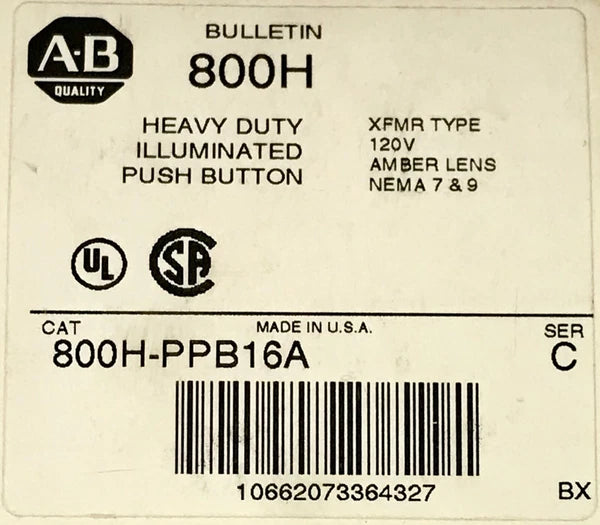 A-B
QUALITY
BULLETIN
800H
HEAVY DUTY
ILLUMINATED
PUSH BUTTON
XFMR TYPE
120V
AMBER LENS
NEMA 7 & 9
UL
SA
CAT
MADE IN U.S.A.
SER
800H-PPB16A
C
10662073364327
BX